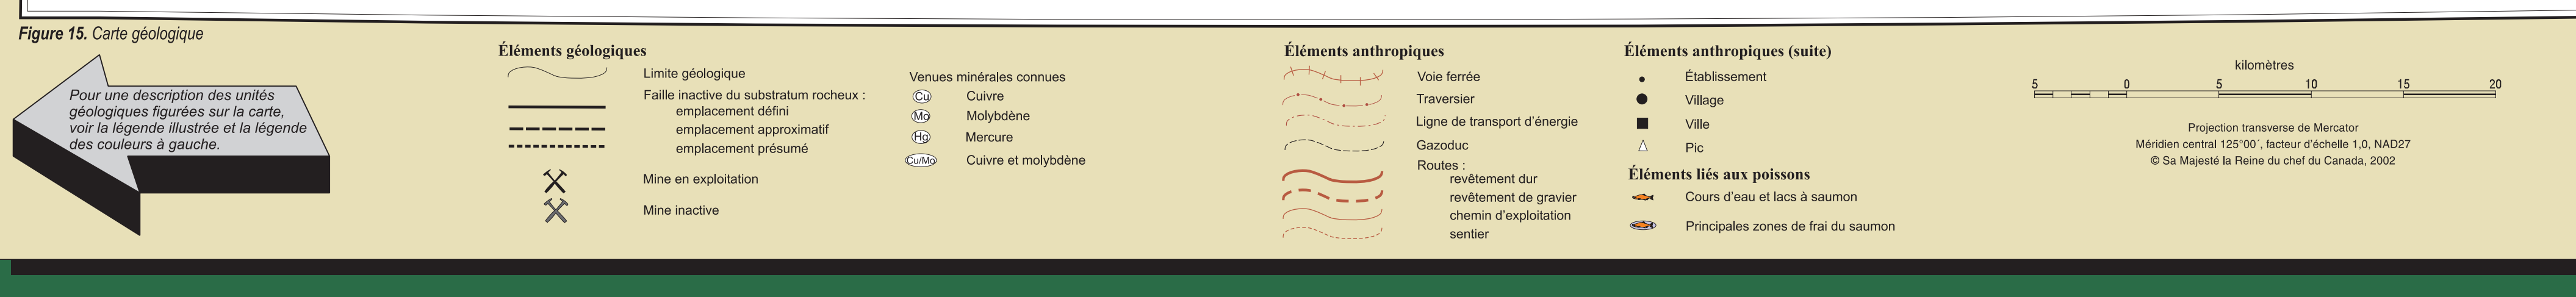 Figure 15. Carte géologique
Pour une description des unités
géologiques figurées sur la carte,
voir la légende illustrée et la légende
des couleurs à gauche.
Éléments géologiques
Limite géologique
Faille inactive du substratum rocheux :
emplacement défini
emplacement approximatif
emplacement présumé
Mine en exploitation
Mine inactive
Venues minérales connues
Cu Cuivre
Mo Molybdène
Hg Mercure
Cu/Mo Cuivre et molybdène
Éléments anthropiques
Voie ferrée
Traversier
Ligne de transport d'énergie
Gazoduc
Routes :
revêtement dur
revêtement de gravier
chemin d'exploitation
sentier
Éléments anthropiques (suite)
Établissement
Village
Ville
Pic
Éléments liés aux poissons
Cours d'eau et lacs à saumon
Principales zones de frai du saumon
kilomètres
5 0 5 10 15 20
Projection transverse de Mercator
Méridien central 125°00´, facteur d'échelle 1,0, NAD27
© Sa Majesté la Reine du chef du Canada, 2002